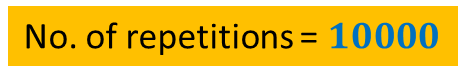 No. of repetitions = 10000